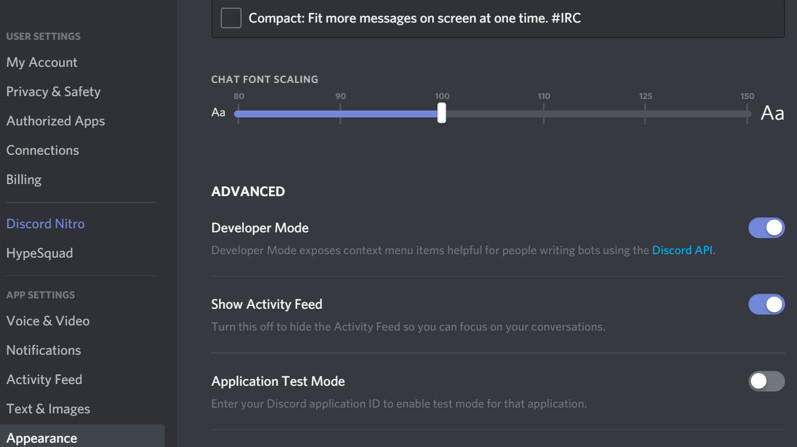 USER SETTINGS
My Account
Privacy & Safety
Authorized Apps
Connections
Billing
Discord Nitro
HypeSquad
APP SETTINGS
Voice & Video
Notifications
Activity Feed
Text & Images
Appearance
Compact: Fit more messages on screen at one time. #IRC
CHAT FONT SCALING
80 90 100 110 125 150
Aa Aa
ADVANCED
Developer Mode
Developer Mode exposes context menu items helpful for people writing bots using the Discord API.
Show Activity Feed
Turn this off to hide the Activity Feed so you can focus on your conversations.
Application Test Mode
Enter your Discord application ID to enable test mode for that application.